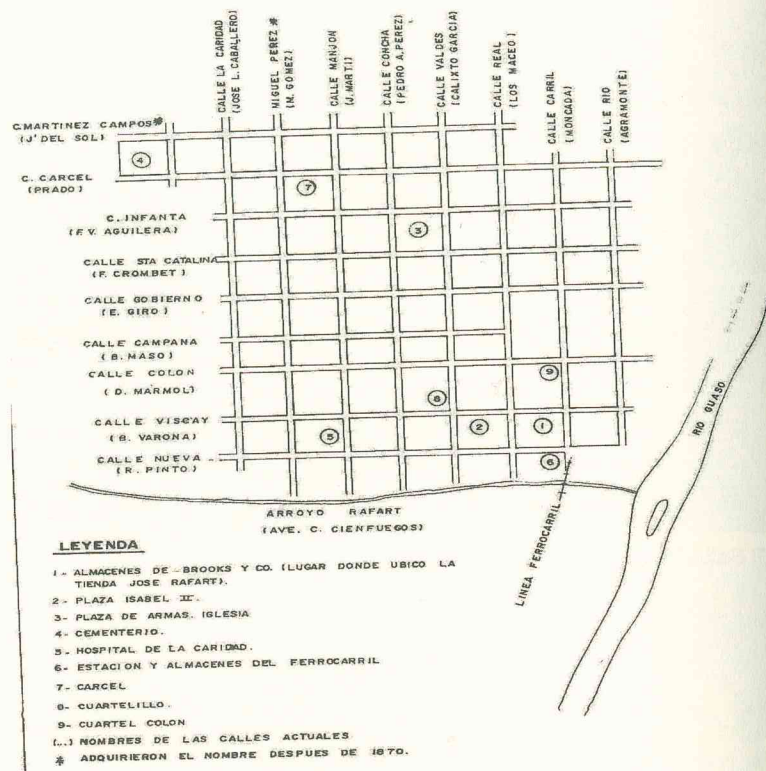 CALLE LA CARIDAD
(JOSE L. CABALLERO)
MIGUEL PEREZ *
(M. GOMEZ)
CALLE MANJON
(J. MARTI)
CALLE CONCHA
(PEDRO A. PEREZ)
CALLE VALDES
(CALIXTO GARCIA)
CALLE REAL
(LOS MACEO)
CALLE CARRIL
(MONCADA)
CALLE RIO
(AGRAMONTE)
C. MARTINEZ CAMPOS *
(J' DEL SOL)
C. CARCEL
(PRADO)
C. INFANTA
(F. V. AGUILERA)
CALLE STA CATALINA
(F. CROMBET)
CALLE GOBIERNO
(E. GIRO)
CALLE CAMPANA
(B. MASO)
CALLE COLON
(D. MARMOL)
CALLE VISCAY
(B. VARONA)
CALLE NUEVA
(R. PINTO)
4
7
3
9
8
5
2
1
6
ARROYO RAFART
(AVE. C. CIENFUEGOS)
LINEA FERROCARRIL
RIO GUASO
LEYENDA
1- ALMACENES DE BROOKS Y CO. (LUGAR DONDE UBICO LA
TIENDA JOSE RAFART).
2- PLAZA ISABEL II.
3- PLAZA DE ARMAS. IGLESIA
4- CEMENTERIO.
5- HOSPITAL DE LA CARIDAD.
6- ESTACION Y ALMACENES DEL FERROCARRIL
7- CARCEL
8- CUARTELILLO.
9- CUARTEL COLON
(...) NOMBRES DE LAS CALLES ACTUALES
* ADQUIRIERON EL NOMBRE DESPUES DE 1870.